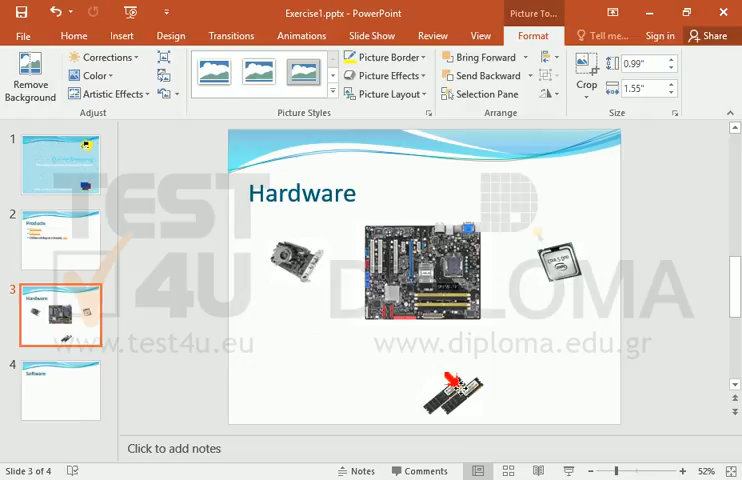 Exercise1.pptx - PowerPoint
Picture To...
File
Home
Insert
Design
Transitions
Animations
Slide Show
Review
View
Format
Tell me...
Sign in
Share
Remove Background
Corrections
Color
Artistic Effects
Adjust
Picture Styles
Picture Border
Picture Effects
Picture Layout
Bring Forward
Send Backward
Selection Pane
Arrange
Crop
0.99"
1.55"
Size
1
2
Products
3
Hardware
4
Software
Hardware
TEST
4U
DIPLOMA
www.test4u.eu
www.diploma.edu.gr
Click to add notes
Slide 3 of 4
Notes
Comments
52%